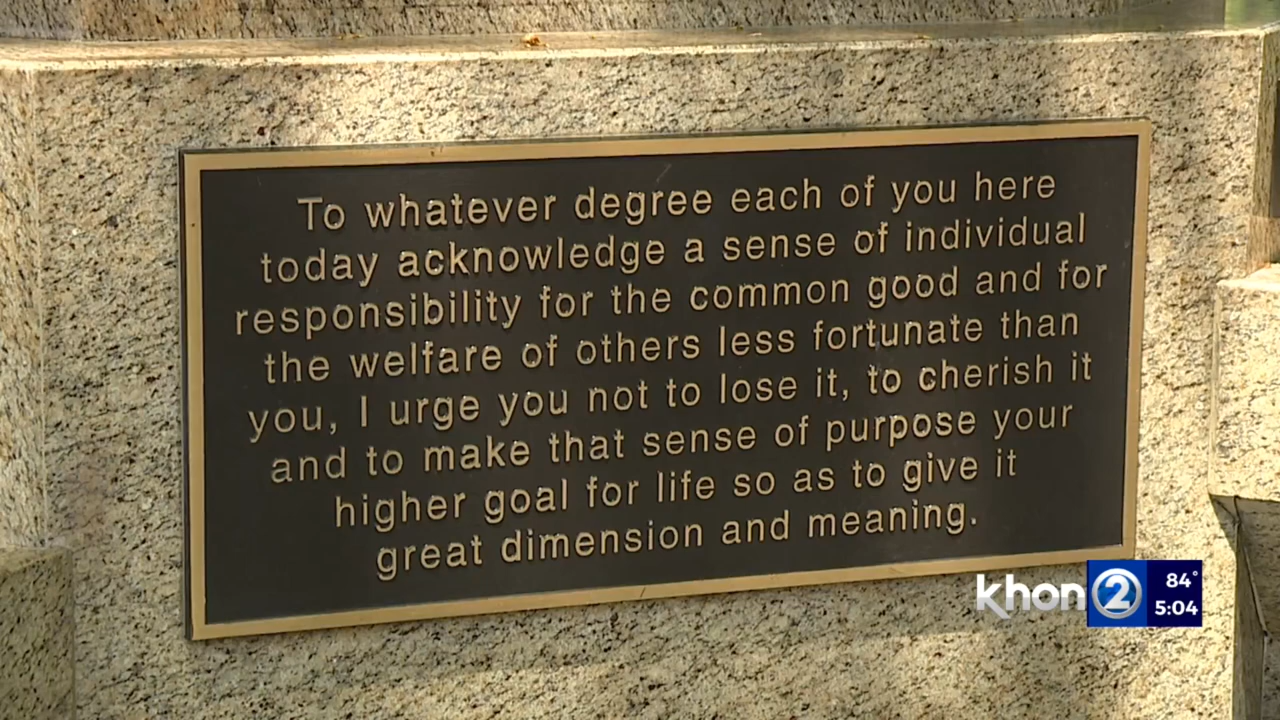 To whatever degree each of you here
today acknowledge a sense of individual
responsibility for the common good and for
the welfare of others less fortunate than
you, I urge you not to lose it, to cherish it
and to make that sense of purpose your
higher goal for life so as to give it
great dimension and meaning.
khon 2 84°
5:04